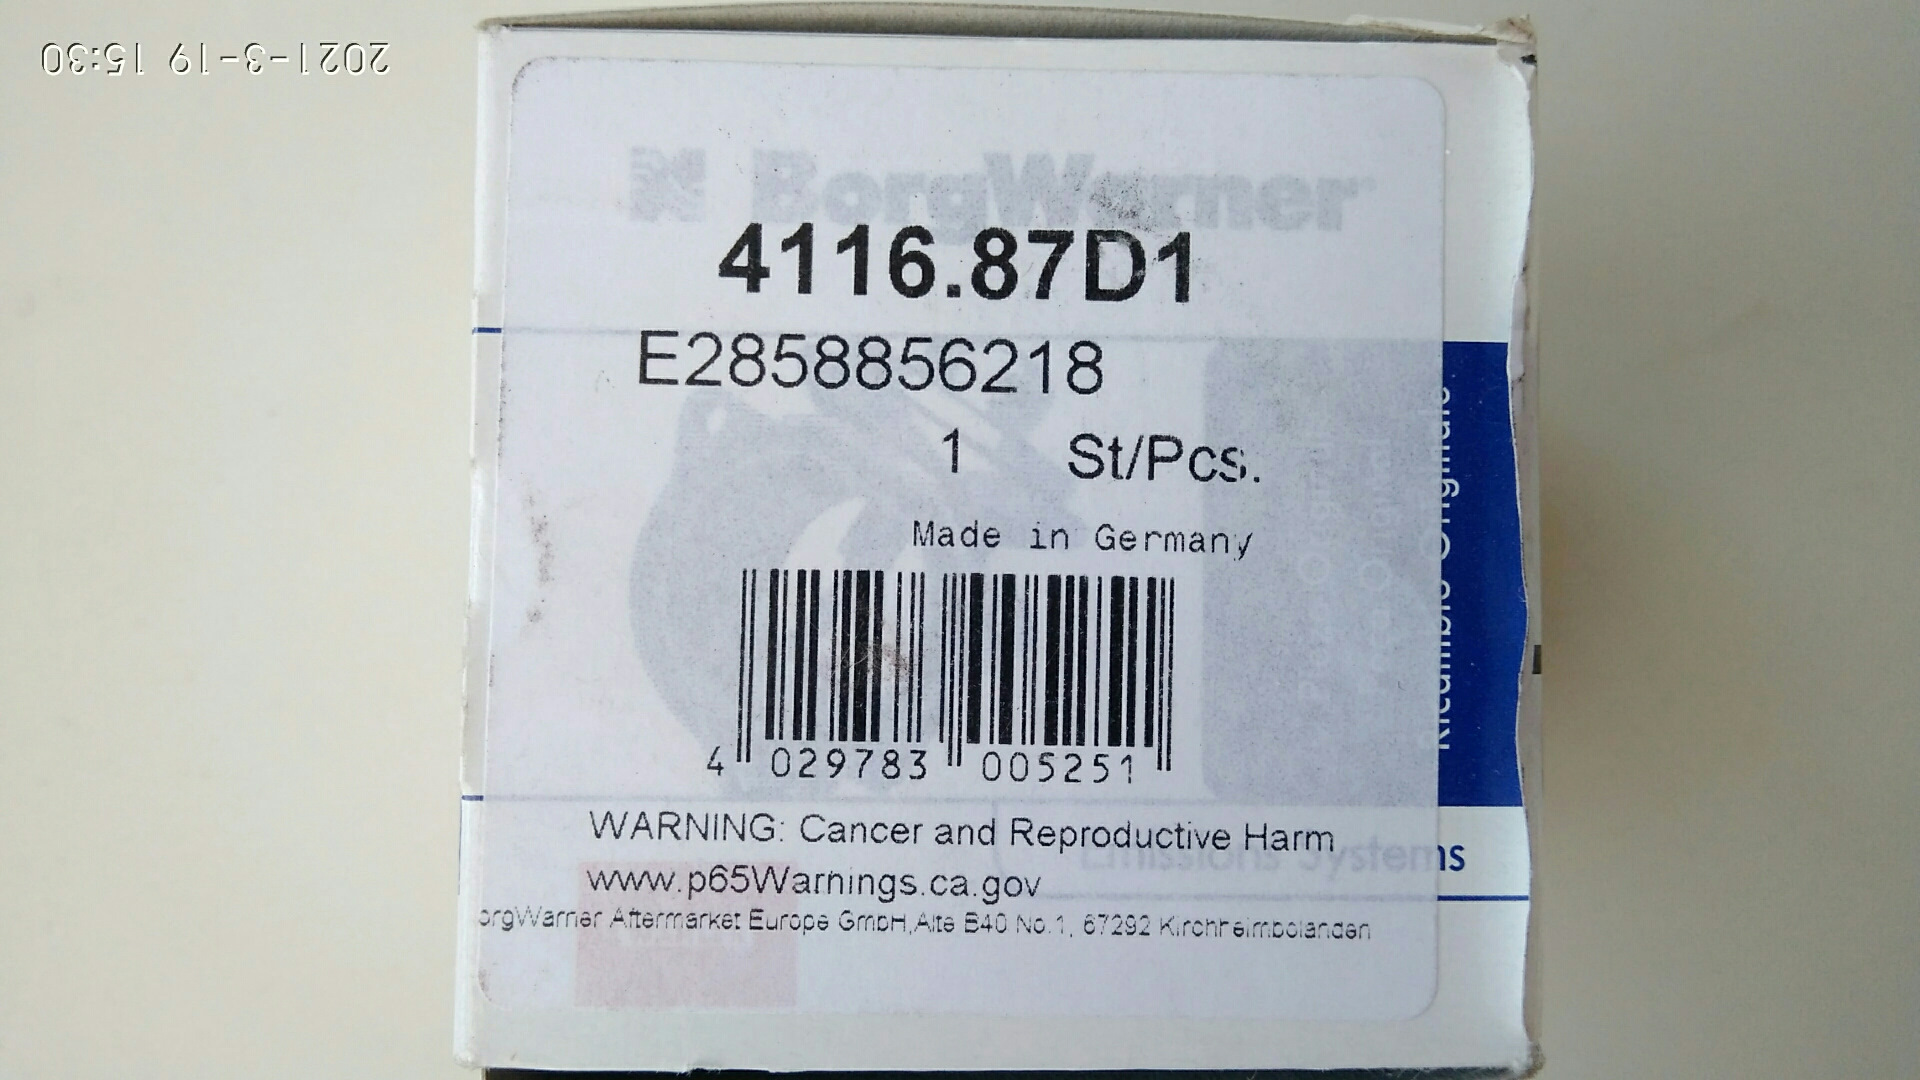 2021-3-19 15:30
BorgWarner
4116.87D1
E2858856218
1 St/Pcs.
Made in Germany
4 029783 005251
WARNING: Cancer and Reproductive Harm
www.p65Warnings.ca.gov
orgWarner Aftermarket Europe GmbH, Alte B40 No.1, 67292 Kirchheimbolanden
Emissions Systems
Ricambio Originale